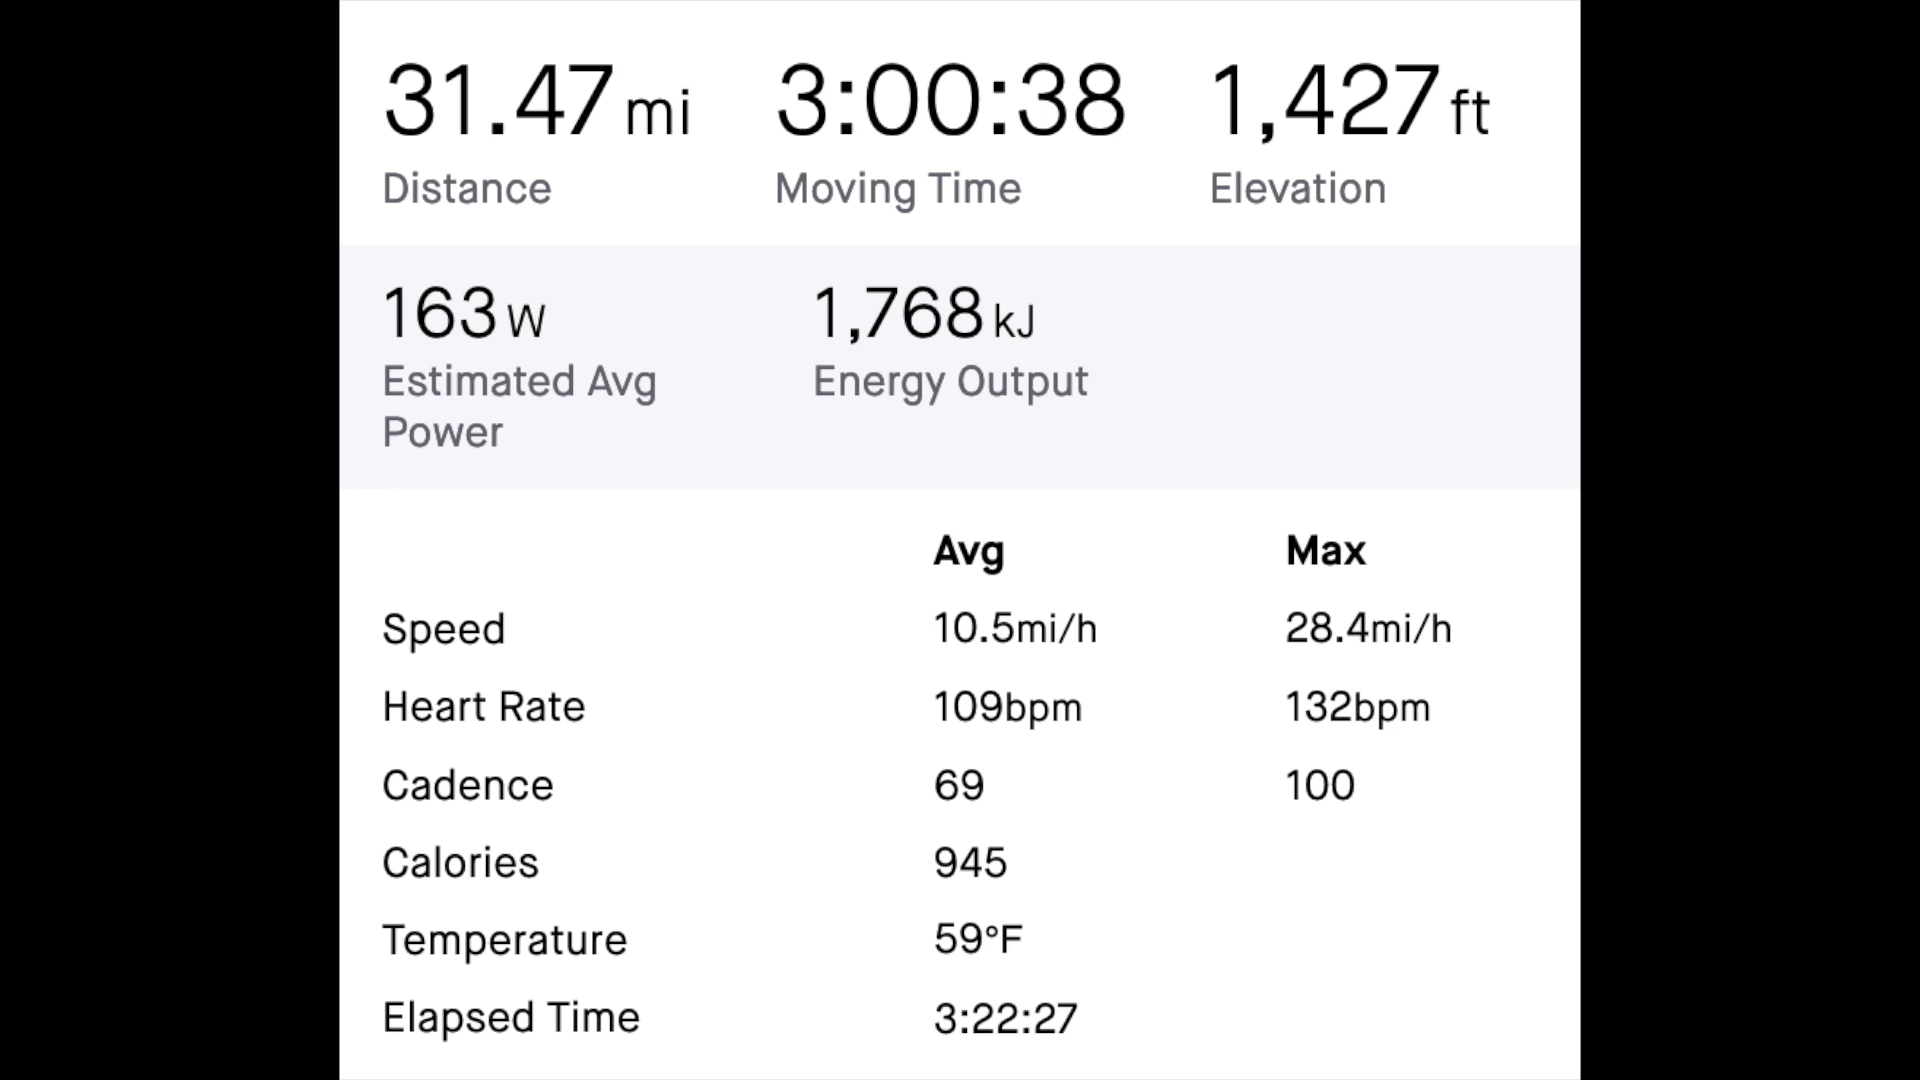 31.47 mi 3:00:38 1,427 ft
Distance Moving Time Elevation
163 W 1,768 kJ
Estimated Avg Energy Output
Power
Avg Max
Speed 10.5mi/h 28.4mi/h
Heart Rate 109bpm 132bpm
Cadence 69 100
Calories 945
Temperature 59°F
Elapsed Time 3:22:27